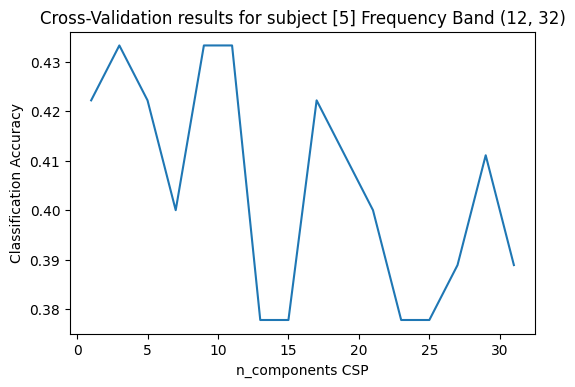 Cross-Validation results for subject [5] Frequency Band (12, 32)
0.43
0.42
0.41
0.40
0.39
0.38
Classification Accuracy
0 5 10 15 20 25 30
n_components CSP